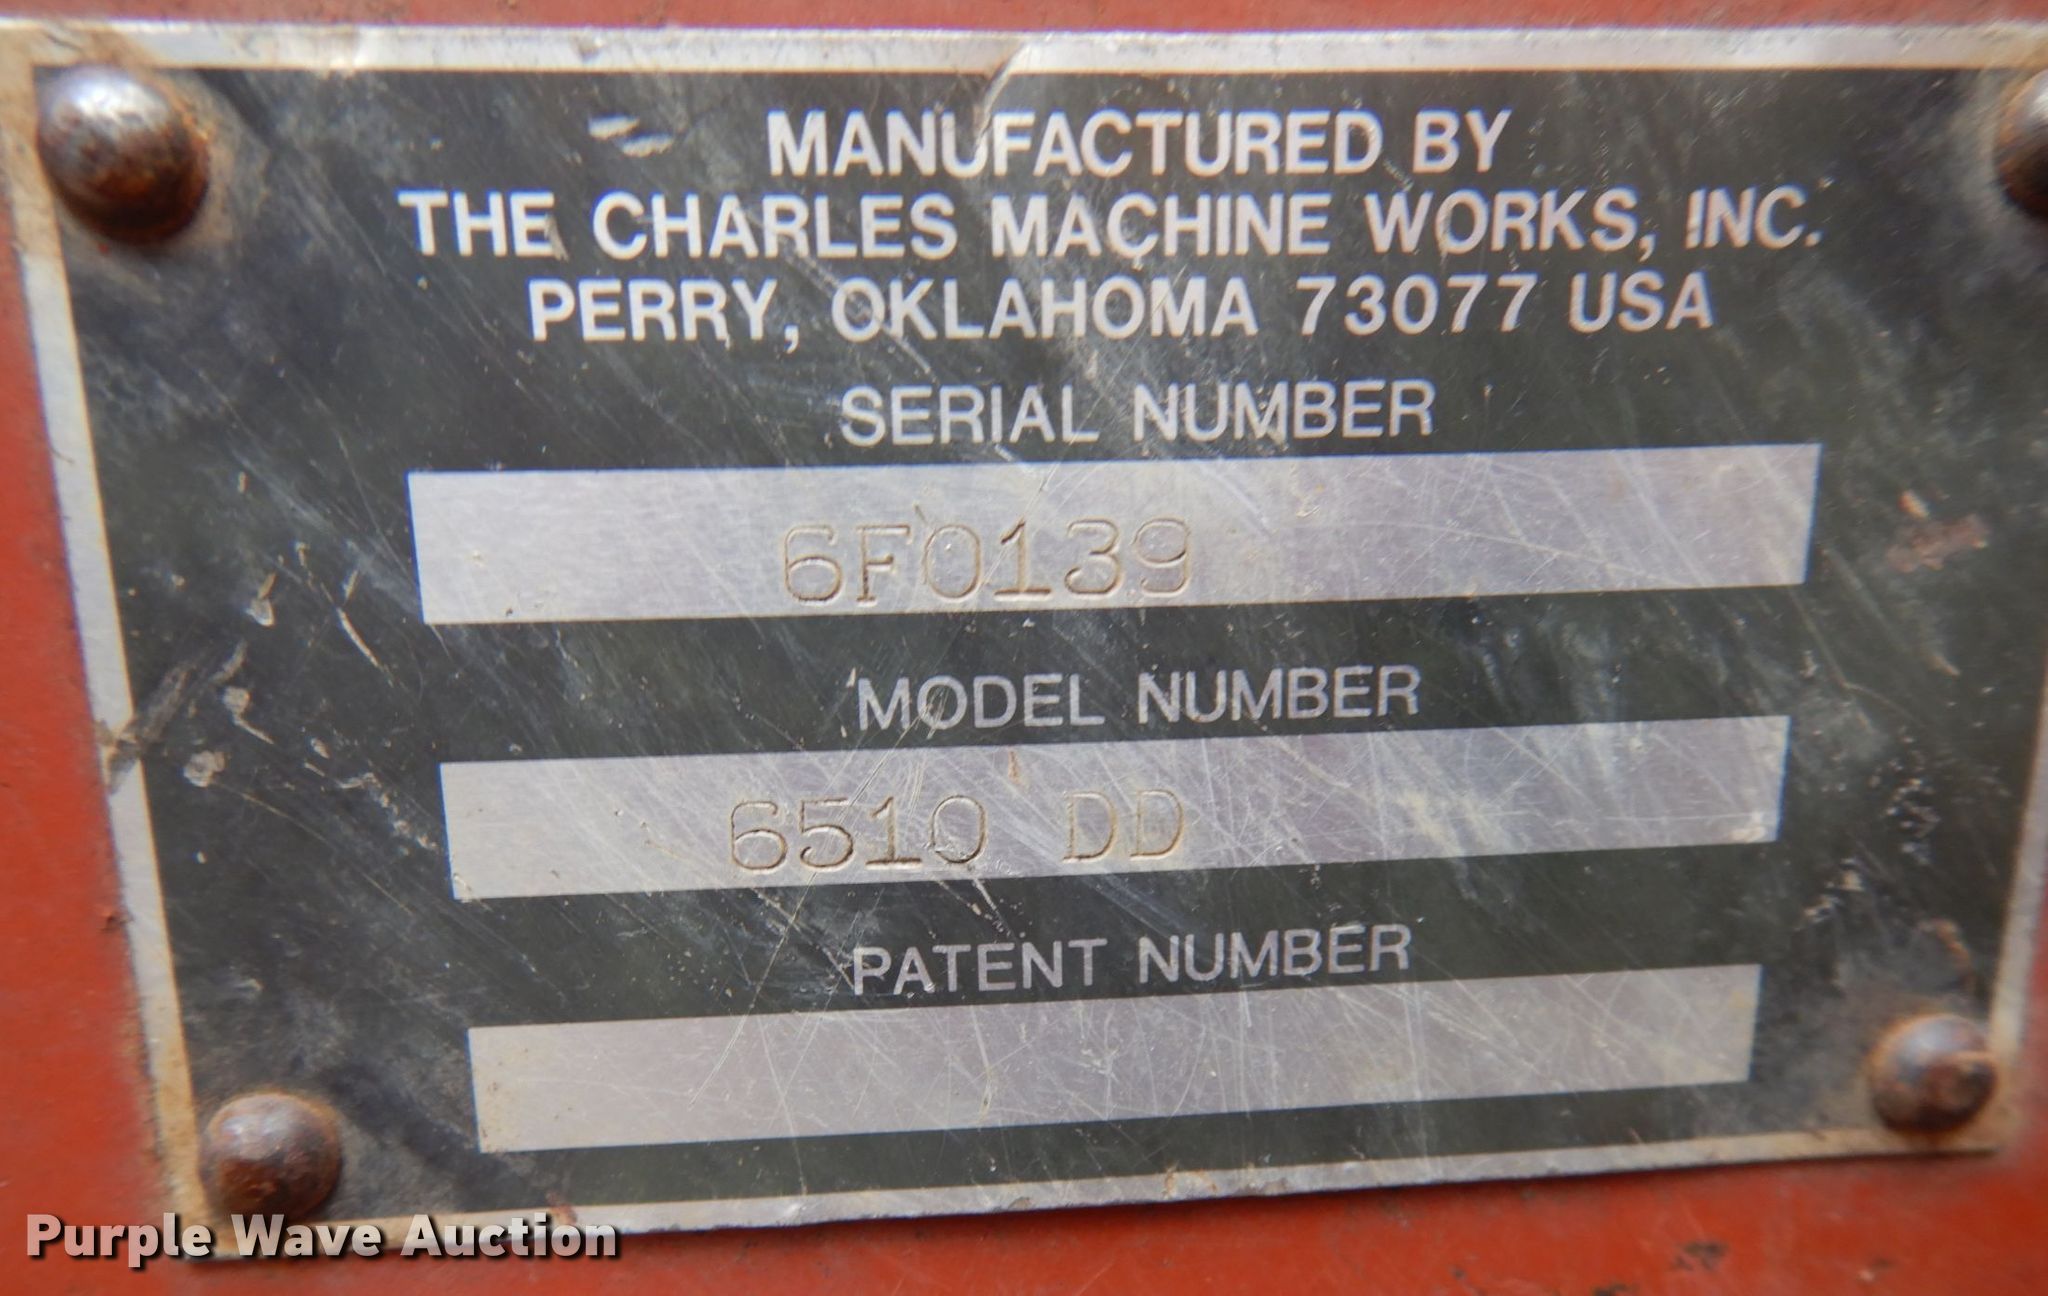 MANUFACTURED BY
THE CHARLES MACHINE WORKS, INC.
PERRY, OKLAHOMA 73077 USA
SERIAL NUMBER
6F0139
MODEL NUMBER
6510 DD
PATENT NUMBER
Purple Wave Auction